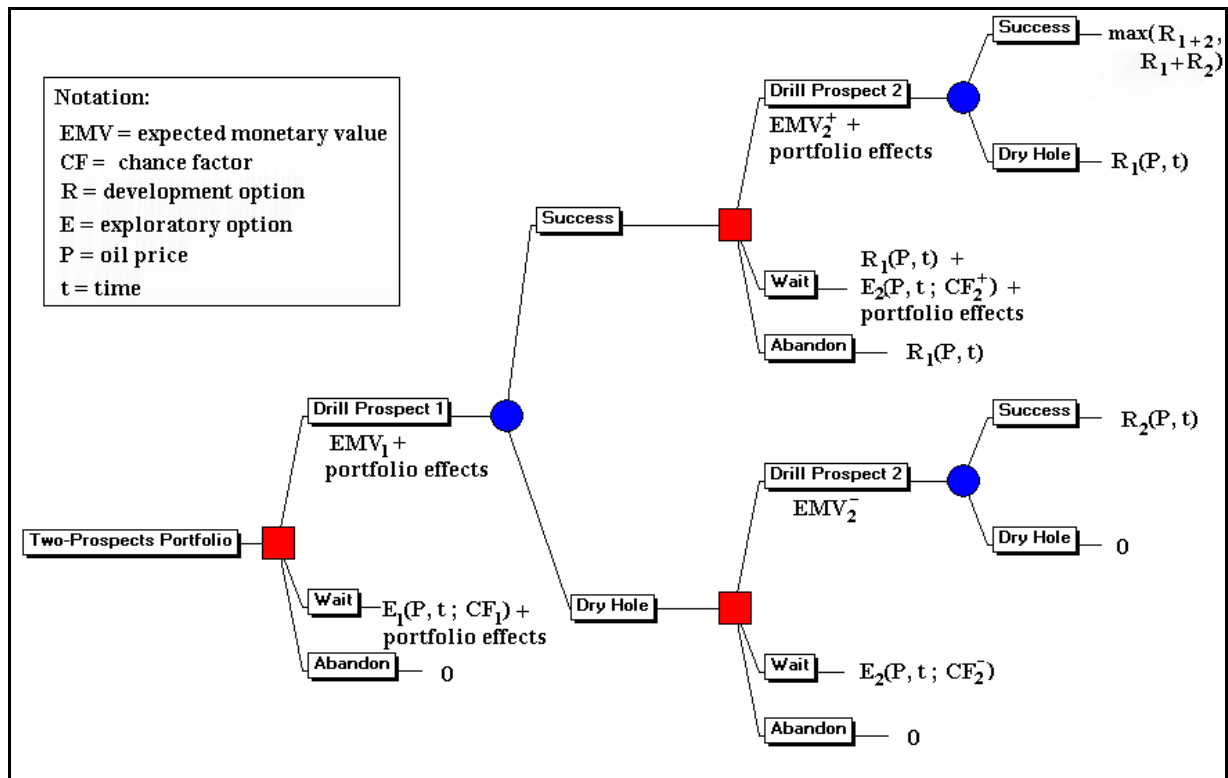 Notation:
EMV = expected monetary value
CF = chance factor
R = development option
E = exploratory option
P = oil price
t = time
Success
max(R₁₊₂,
R₁+R₂)
Drill Prospect 2
EMV₂⁺ +
portfolio effects
Dry Hole
R₁(P, t)
Success
Wait
R₁(P, t) +
E₂(P, t ; CF₂⁺) +
portfolio effects
Abandon
R₁(P, t)
Drill Prospect 1
EMV₁ +
portfolio effects
Two-Prospects Portfolio
Wait
E₁(P, t ; CF₁) +
portfolio effects
Abandon
0
Dry Hole
Drill Prospect 2
EMV₂⁻
Success
R₂(P, t)
Dry Hole
0
Wait
E₂(P, t ; CF₂⁻)
Abandon
0